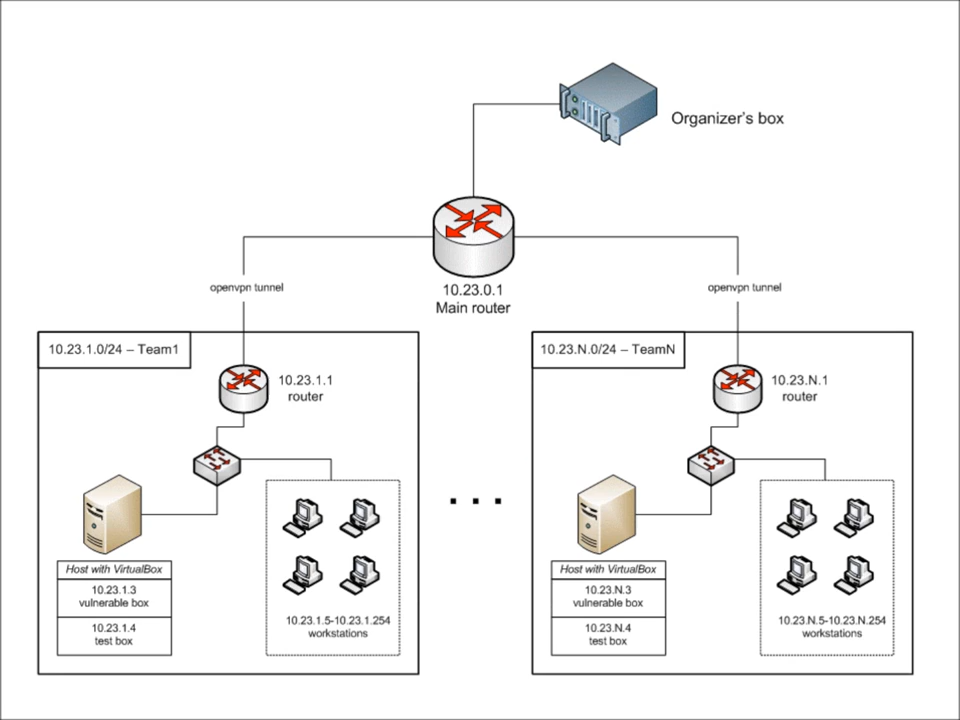 Organizer's box
10.23.0.1
Main router
openvpn tunnel
openvpn tunnel
10.23.1.0/24 – Team1
10.23.1.1
router
Host with VirtualBox
10.23.1.3
vulnerable box
10.23.1.4
test box
10.23.1.5-10.23.1.254
workstations
. . .
10.23.N.0/24 – TeamN
10.23.N.1
router
Host with VirtualBox
10.23.N.3
vulnerable box
10.23.N.4
test box
10.23.N.5-10.23.N.254
workstations